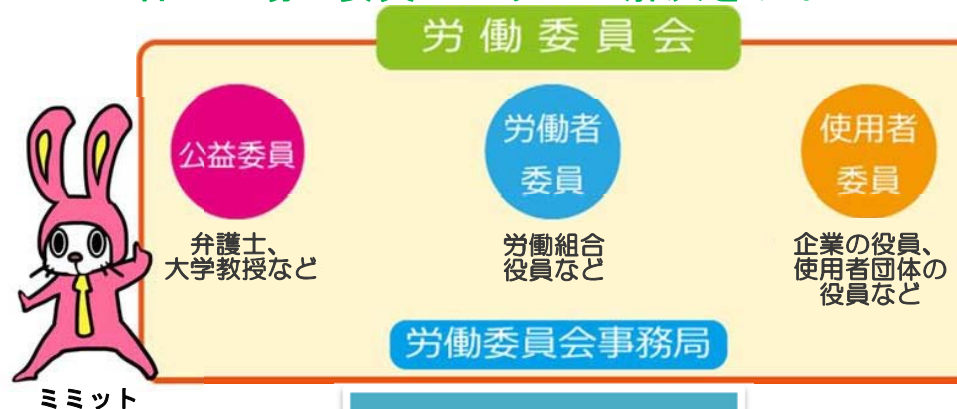 労働委員会
公益委員
労働者
委員
使用者
委員
弁護士、
大学教授など
労働組合
役員など
企業の役員、
使用者団体の
役員など
労働委員会事務局
ミミット